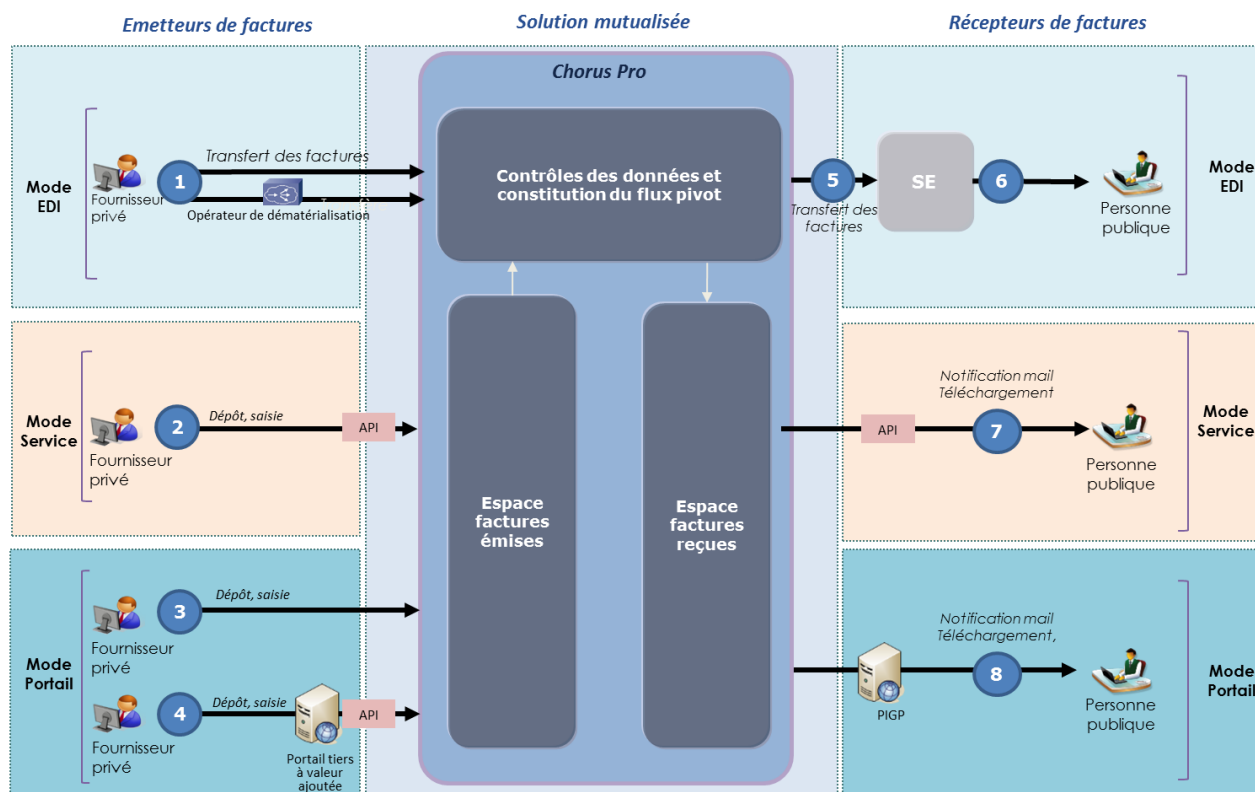 Emetteurs de factures
Solution mutualisée
Récepteurs de factures
Chorus Pro
Mode
EDI
Fournisseur
privé
1
Transfert des factures
Opérateur de dématérialisation
Contrôles des données et
constitution du flux pivot
5
Transfert des
factures
SE
6
Personne
publique
Mode
EDI
Mode
Service
Fournisseur
privé
2
Dépôt, saisie
API
Espace
factures
émises
Espace
factures
reçues
API
Notification mail
Téléchargement
7
Personne
publique
Mode
Service
Mode
Portail
Fournisseur
privé
3
Dépôt, saisie
Fournisseur
privé
4
Dépôt, saisie
Portail tiers
à valeur
ajoutée
API
PIGP
Notification mail
Téléchargement,
8
Personne
publique
Mode
Portail